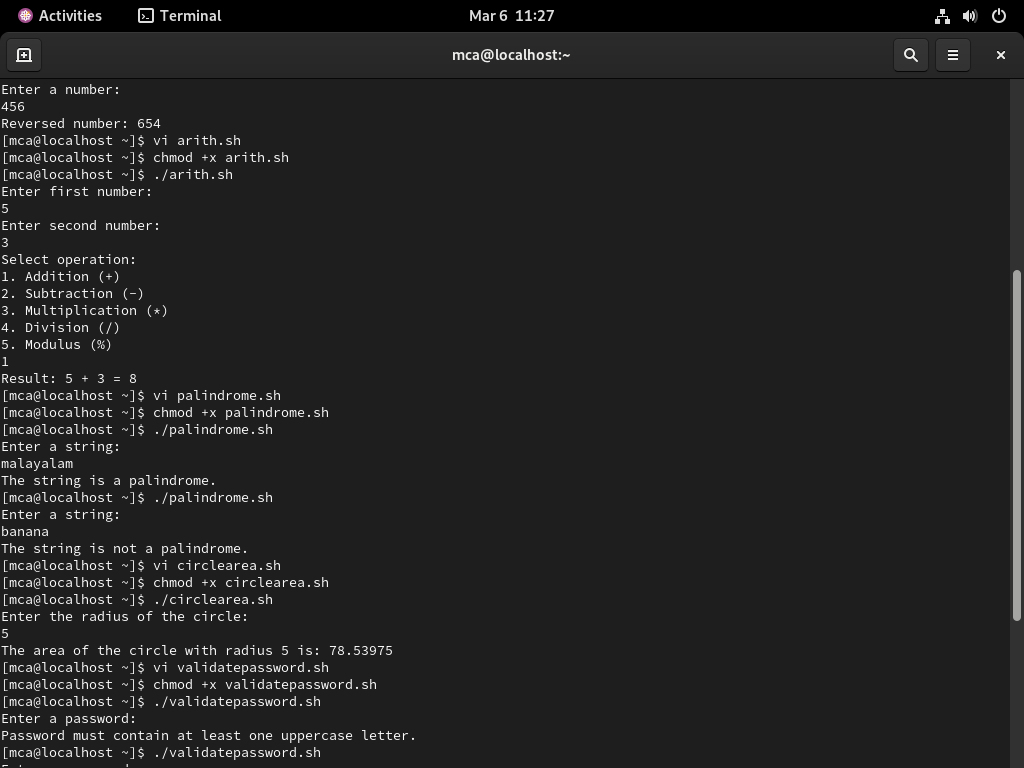 Activities
Terminal
Mar 6 11:27
mca@localhost:~
Enter a number:
456
Reversed number: 654
[mca@localhost ~]$ vi arith.sh
[mca@localhost ~]$ chmod +x arith.sh
[mca@localhost ~]$ ./arith.sh
Enter first number:
5
Enter second number:
3
Select operation:
1. Addition (+)
2. Subtraction (-)
3. Multiplication (*)
4. Division (/)
5. Modulus (%)
1
Result: 5 + 3 = 8
[mca@localhost ~]$ vi palindrome.sh
[mca@localhost ~]$ chmod +x palindrome.sh
[mca@localhost ~]$ ./palindrome.sh
Enter a string:
malayalam
The string is a palindrome.
[mca@localhost ~]$ ./palindrome.sh
Enter a string:
banana
The string is not a palindrome.
[mca@localhost ~]$ vi circlearea.sh
[mca@localhost ~]$ chmod +x circlearea.sh
[mca@localhost ~]$ ./circlearea.sh
Enter the radius of the circle:
5
The area of the circle with radius 5 is: 78.53975
[mca@localhost ~]$ vi validatepassword.sh
[mca@localhost ~]$ chmod +x validatepassword.sh
[mca@localhost ~]$ ./validatepassword.sh
Enter a password:
Password must contain at least one uppercase letter.
[mca@localhost ~]$ ./validatepassword.sh